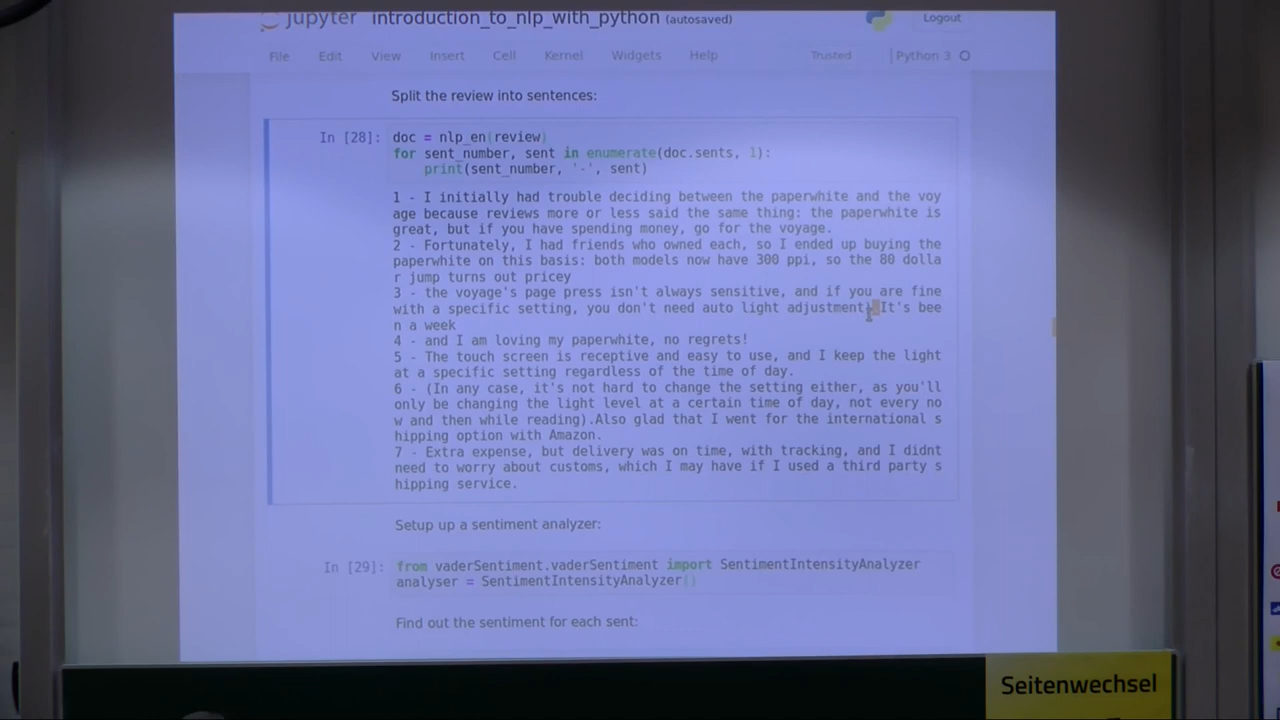 jupyter introduction_to_nlp_with_python (autosaved) Logout
File Edit View Insert Cell Kernel Widgets Help Trusted Python 3
Split the review into sentences:
In [28]: doc = nlp_en(review)
for sent_number, sent in enumerate(doc.sents, 1):
print(sent_number, '-', sent)
1 - I initially had trouble deciding between the paperwhite and the voy
age because reviews more or less said the same thing: the paperwhite is
great, but if you have spending money, go for the voyage.
2 - Fortunately, I had friends who owned each, so I ended up buying the
paperwhite on this basis: both models now have 300 ppi, so the 80 dolla
r jump turns out pricey
3 - the voyage's page press isn't always sensitive, and if you are fine
with a specific setting, you don't need auto light adjustment).It's bee
n a week
4 - and I am loving my paperwhite, no regrets!
5 - The touch screen is receptive and easy to use, and I keep the light
at a specific setting regardless of the time of day.
6 - (In any case, it's not hard to change the setting either, as you'll
only be changing the light level at a certain time of day, not every no
w and then while reading).Also glad that I went for the international s
hipping option with Amazon.
7 - Extra expense, but delivery was on time, with tracking, and I didnt
need to worry about customs, which I may have if I used a third party s
hipping service.
Setup up a sentiment analyzer:
In [29]: from vaderSentiment.vaderSentiment import SentimentIntensityAnalyzer
analyser = SentimentIntensityAnalyzer()
Find out the sentiment for each sent:
Seitenwechsel